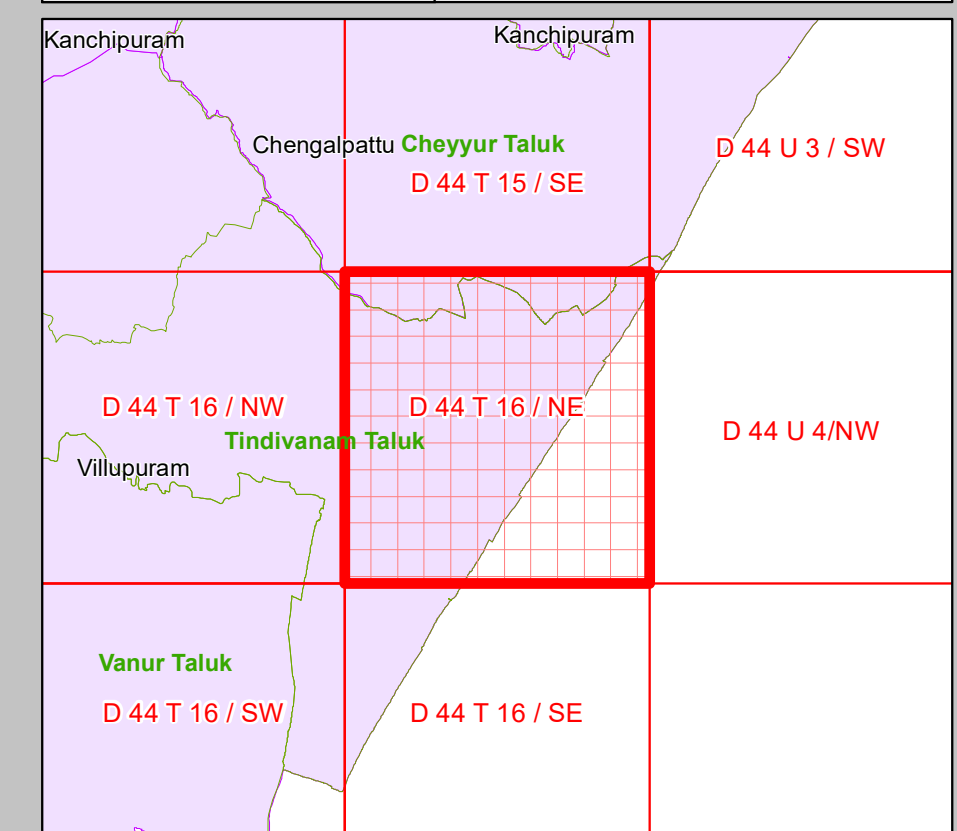 Kanchipuram
Kanchipuram
Chengalpattu
Cheyyur Taluk
D 44 U 3 / SW
D 44 T 15 / SE
D 44 T 16 / NW
D 44 T 16 / NE
D 44 U 4/NW
Tindivanam Taluk
Villupuram
Vanur Taluk
D 44 T 16 / SW
D 44 T 16 / SE